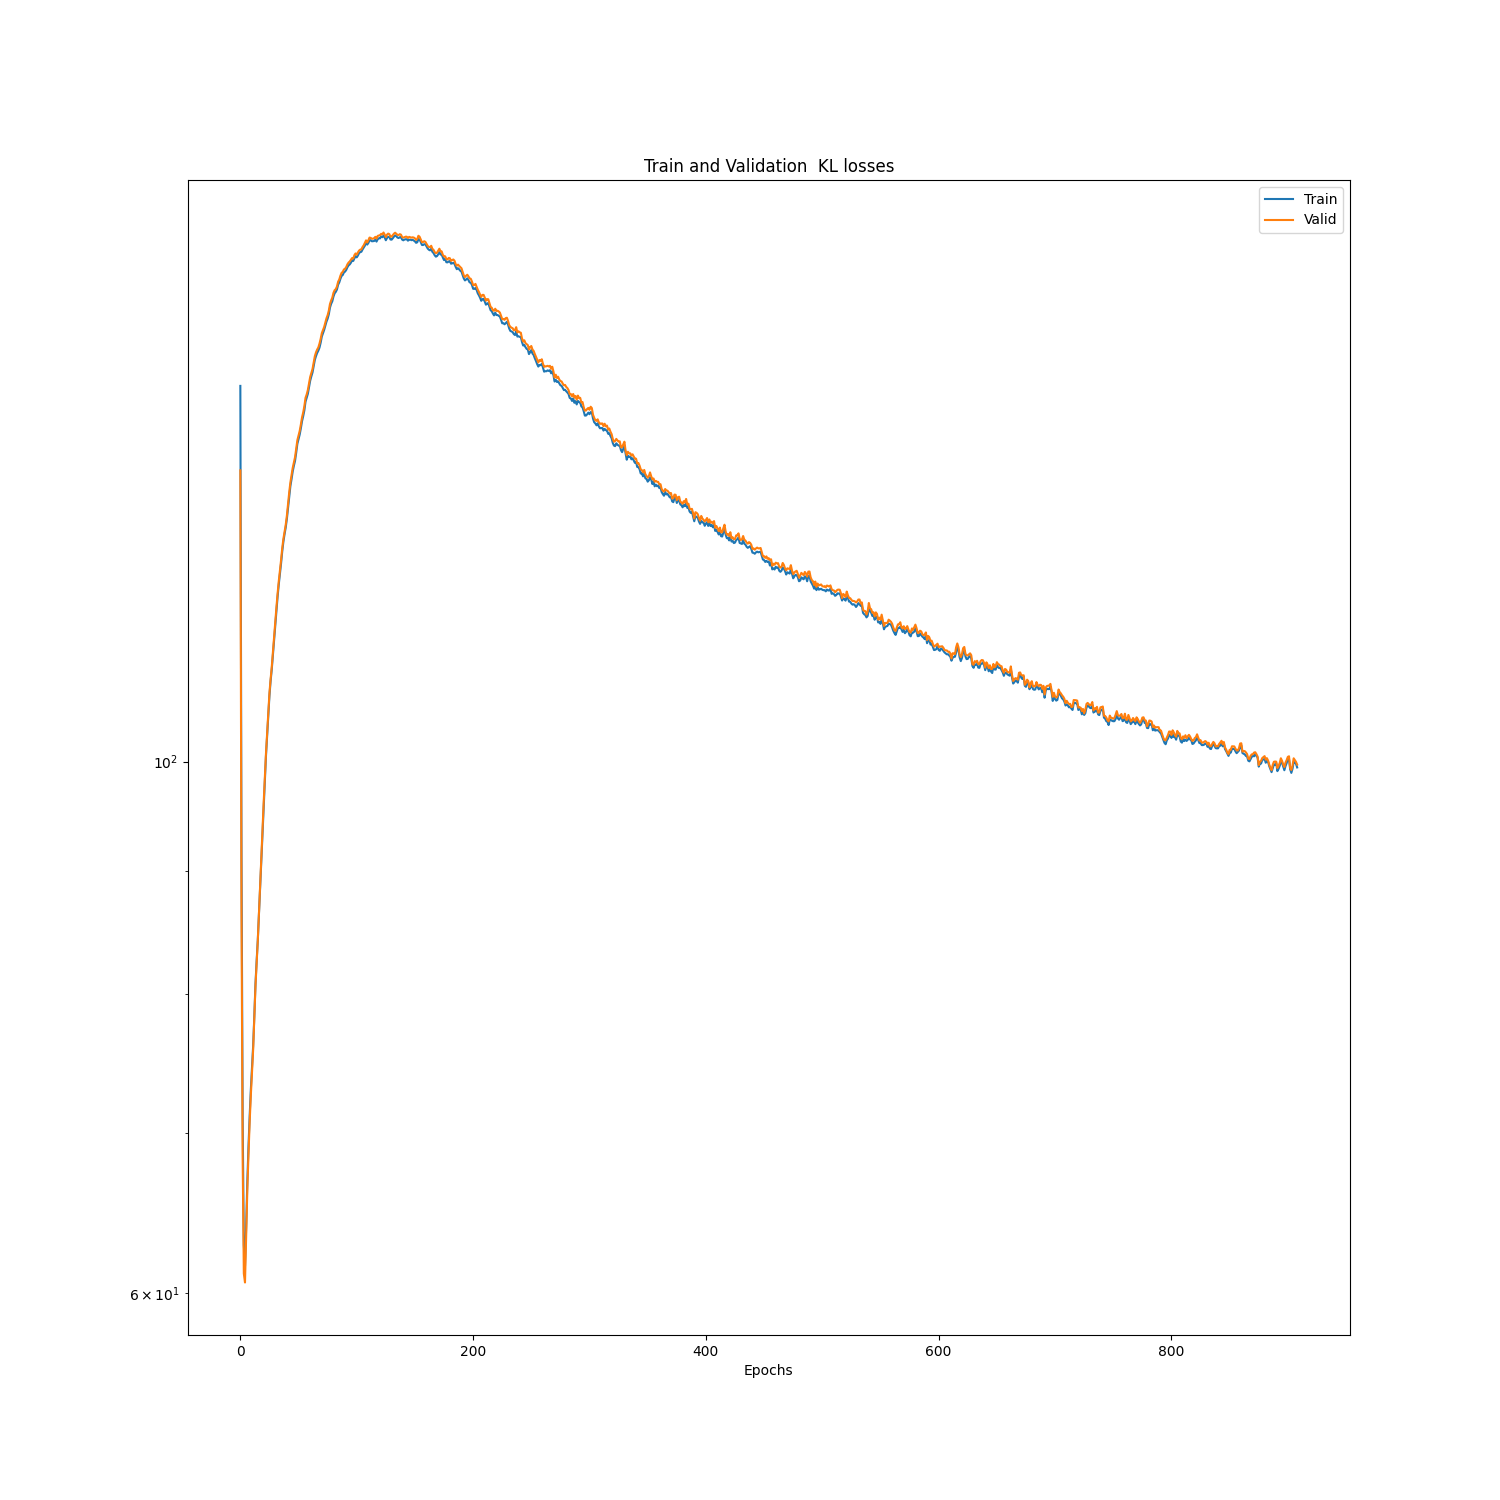 Train and Validation  KL losses
Train
Valid
10²
6 × 10¹
0
200
400
600
800
Epochs